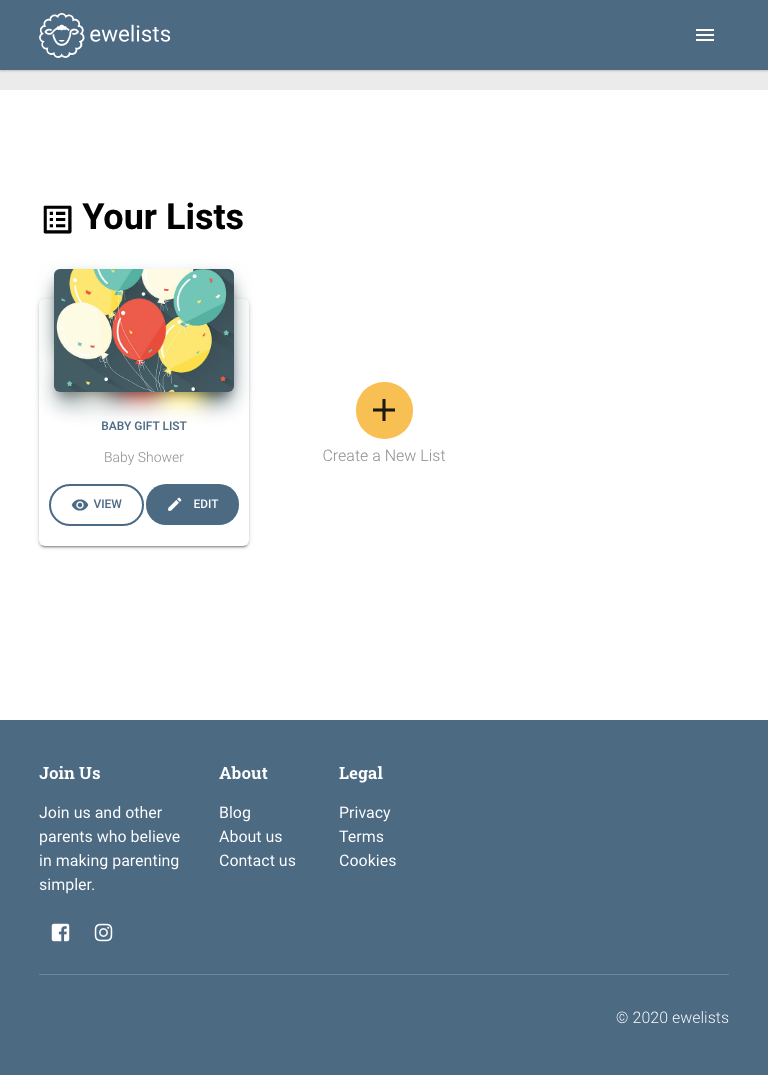 ewelists
Your Lists
BABY GIFT LIST
Baby Shower
VIEW
EDIT
Create a New List
Join Us
Join us and other
parents who believe
in making parenting
simpler.
About
Blog
About us
Contact us
Legal
Privacy
Terms
Cookies
© 2020 ewelists